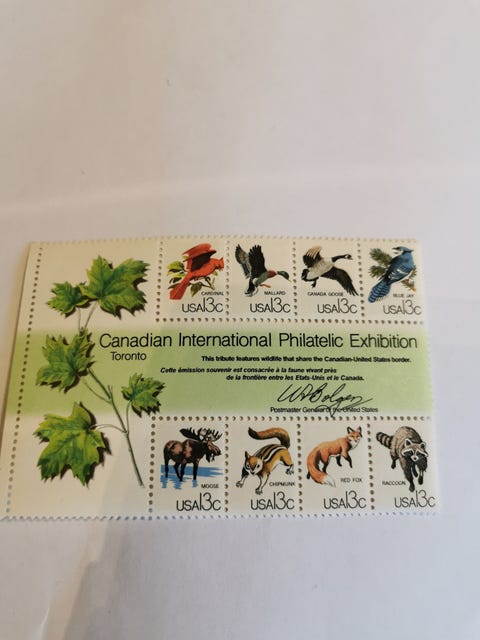 CARDINAL
USA13c
MALLARD
USA13c
CANADA GOOSE
USA13c
BLUE JAY
USA13c
Canadian International Philatelic Exhibition
Toronto
This tribute features wildlife that share the Canadian-United States border.
Cette émission souvenir est consacrée à la faune vivant près
de la frontière entre les Etats-Unis et le Canada.
Postmaster General of the United States
MOOSE
USA13c
CHIPMUNK
USA13c
RED FOX
USA13c
RACCOON
USA13c